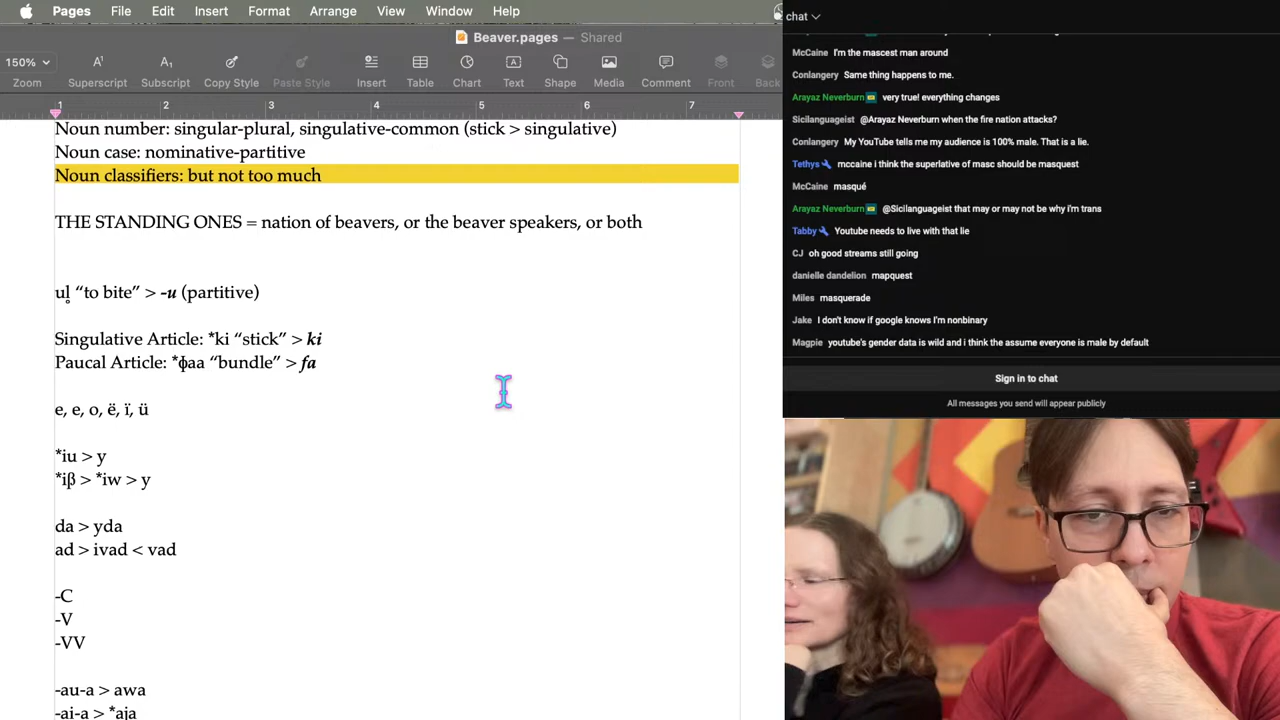 Pages File Edit Insert Format Arrange View Window Help
Beaver.pages — Shared
150%
Zoom Superscript Subscript Copy Style Paste Style Insert Table Chart Text Shape Media Comment Front Back
1 2 3 4 5 6 7
Noun number: singular-plural, singulative-common (stick > singulative)
Noun case: nominative-partitive
Noun classifiers: but not too much
THE STANDING ONES = nation of beavers, or the beaver speakers, or both
ul̥ “to bite” > -u (partitive)
Singulative Article: *ki “stick” > ki
Paucal Article: *ɸaa “bundle” > fa
e, e, o, ë, ï, ü
*iu > y
*iβ > *iw > y
da > yda
ad > ivad < vad
-C
-V
-VV
-au-a > awa
-ai-a > *aja
chat
McCaine I'm the mascest man around
Conlangery Same thing happens to me.
Arayaz Neverburn very true! everything changes
Sicilanguageist @Arayaz Neverburn when the fire nation attacks?
Conlangery My YouTube tells me my audience is 100% male. That is a lie.
Tethys mccaine i think the superlative of masc should be masquest
McCaine masqué
Arayaz Neverburn @Sicilanguageist that may or may not be why i'm trans
Tabby Youtube needs to live with that lie
CJ oh good streams still going
danielle dandelion mapquest
Miles masquerade
Jake I don't know if google knows I'm nonbinary
Magpie youtube's gender data is wild and i think the assume everyone is male by default
Sign in to chat
All messages you send will appear publicly